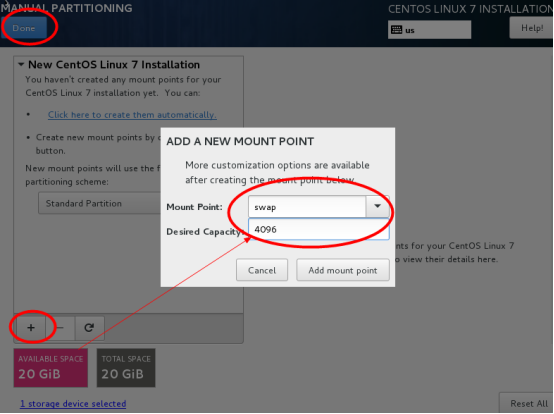 MANUAL PARTITIONING
CENTOS LINUX 7 INSTALLATION
Done
us
Help!
New CentOS Linux 7 Installation
You haven't created any mount points for your
CentOS Linux 7 installation yet. You can:
• Click here to create them automatically.
• Create new mount points by c
button.
New mount points will use the f
partitioning scheme:
Standard Partition
ADD A NEW MOUNT POINT
More customization options are available
after creating the mount point below.
Mount Point:
swap
Desired Capacity:
4096
Cancel
Add mount point
nts for your CentOS Linux 7
o view their details here.
+ −
AVAILABLE SPACE
20 GiB
TOTAL SPACE
20 GiB
1 storage device selected
Reset All